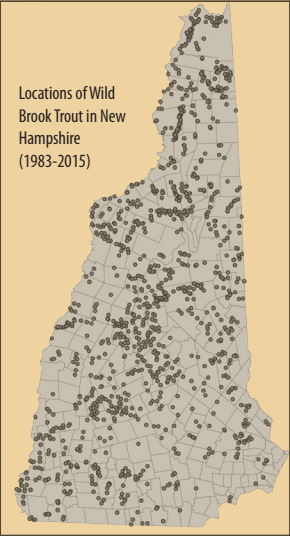 Locations of Wild
Brook Trout in New
Hampshire
(1983-2015)